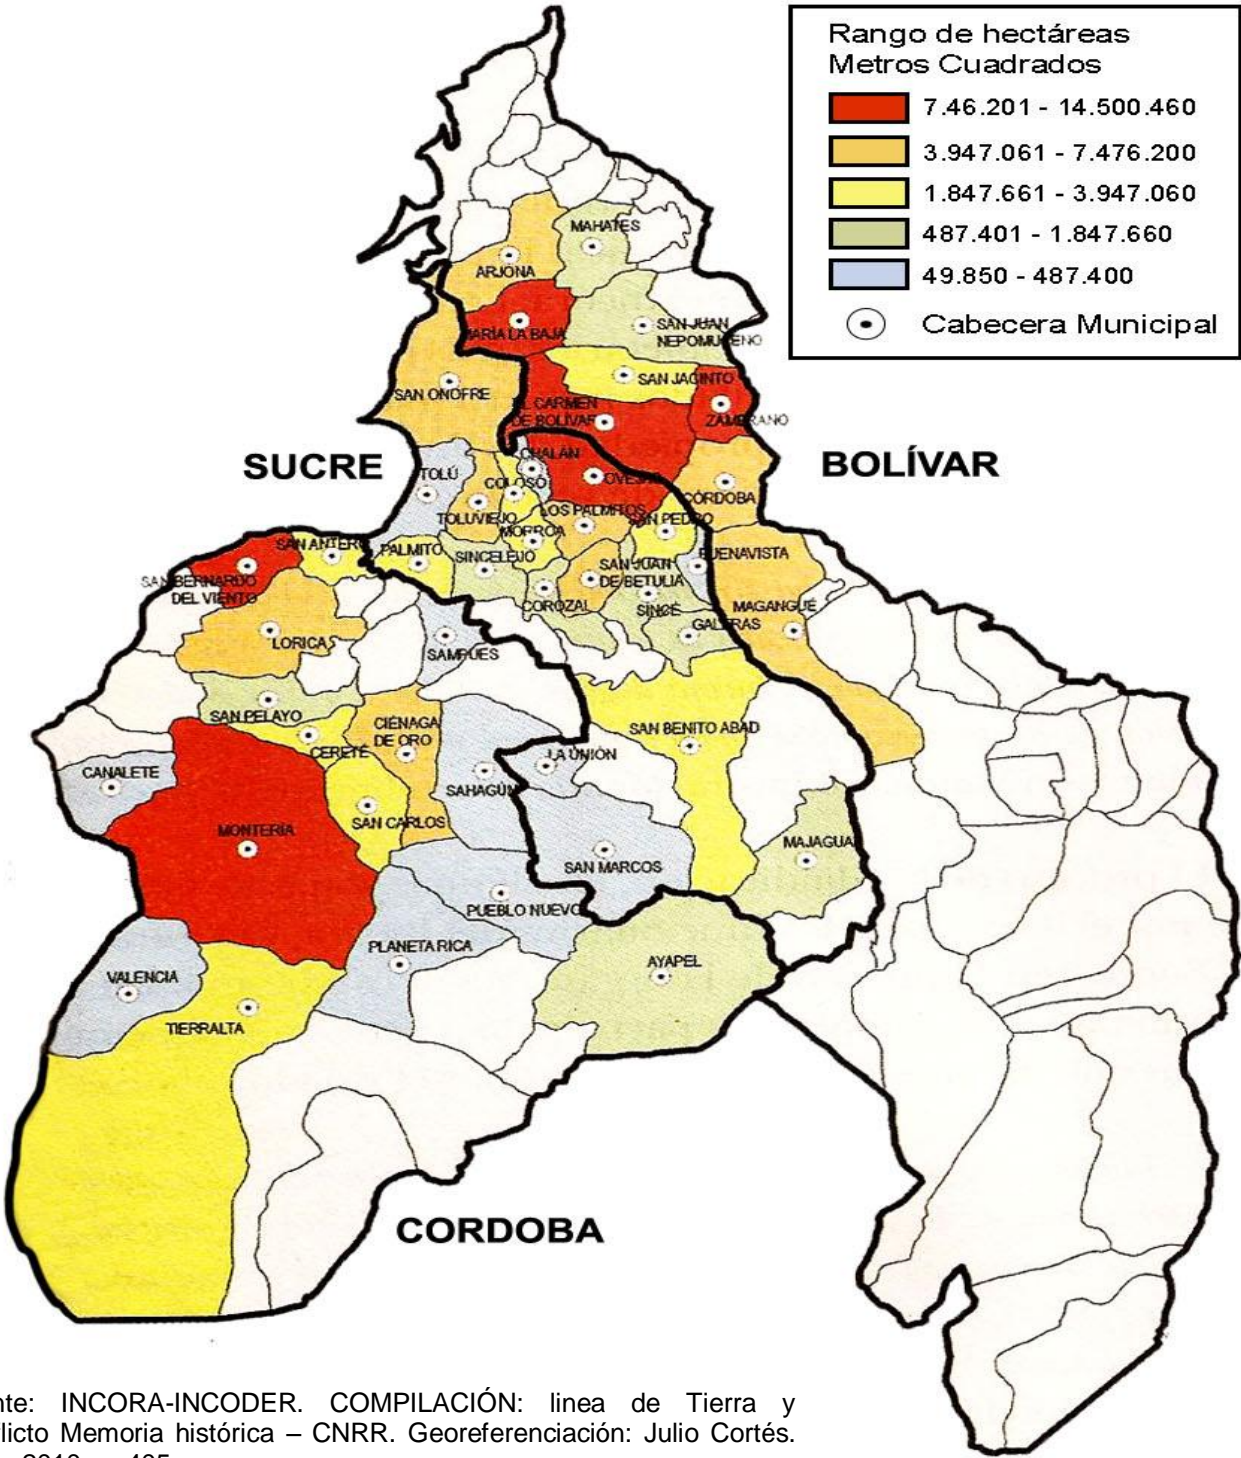 Rango de hectáreas
Metros Cuadrados
7.46.201 - 14.500.460
3.947.061 - 7.476.200
1.847.661 - 3.947.060
487.401 - 1.847.660
49.850 - 487.400
Cabecera Municipal
MAHATES
ARJONA
MARÍA LA BAJA
SAN JUAN
NEPOMUCENO
SAN JACINTO
SAN ONOFRE
EL CARMEN
DE BOLÍVAR
ZAMBRANO
SUCRE
BOLÍVAR
CHALÁN
TOLÚ
COLOSÓ
OVEJAS
CÓRDOBA
TOLUVIEJO
LOS PALMITOS
SAN PEDRO
MORROA
SAN ANTERO
PALMITO
SINCELEJO
BUENAVISTA
SAN JUAN
DE BETULIA
SAN BERNARDO
DEL VIENTO
COROZAL
SINCÉ
MAGANGUÉ
GALERAS
LORICA
SAMPUES
SAN PELAYO
CIÉNAGA
DE ORO
SAN BENITO ABAD
CERETÉ
LA UNIÓN
CANALETE
SAHAGÚN
SAN CARLOS
MONTERÍA
MAJAGUAL
SAN MARCOS
PUEBLO NUEVO
PLANETA RICA
AYAPEL
VALENCIA
TIERRALTA
CORDOBA
nte: INCORA-INCODER. COMPILACIÓN: linea de Tierra y
flicto Memoria histórica – CNRR. Georeferenciación: Julio Cortés.